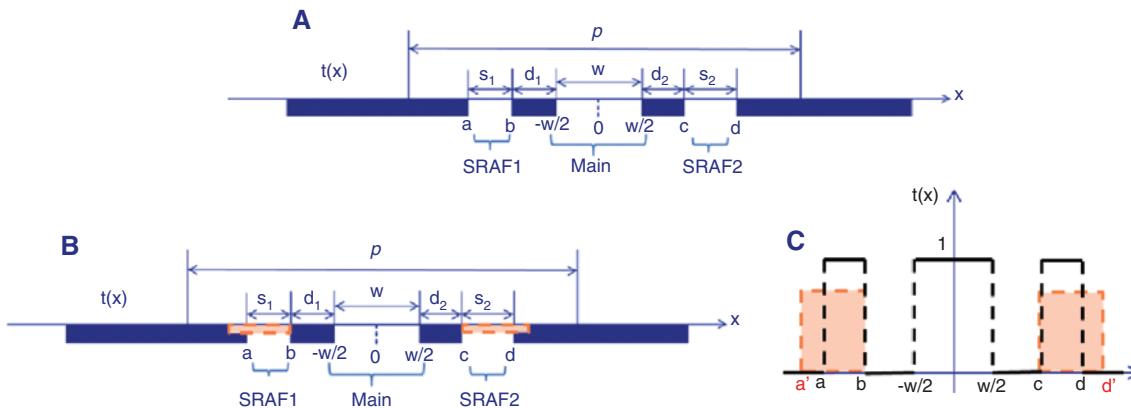 A
p
t(x)
s1
d1
w
d2
s2
x
a
b
-w/2
0
w/2
c
d
SRAF1
Main
SRAF2
B
p
t(x)
s1
d1
w
d2
s2
x
a
b
-w/2
0
w/2
c
d
SRAF1
Main
SRAF2
C
t(x)
1
a'
a
b
-w/2
w/2
c
d
d'